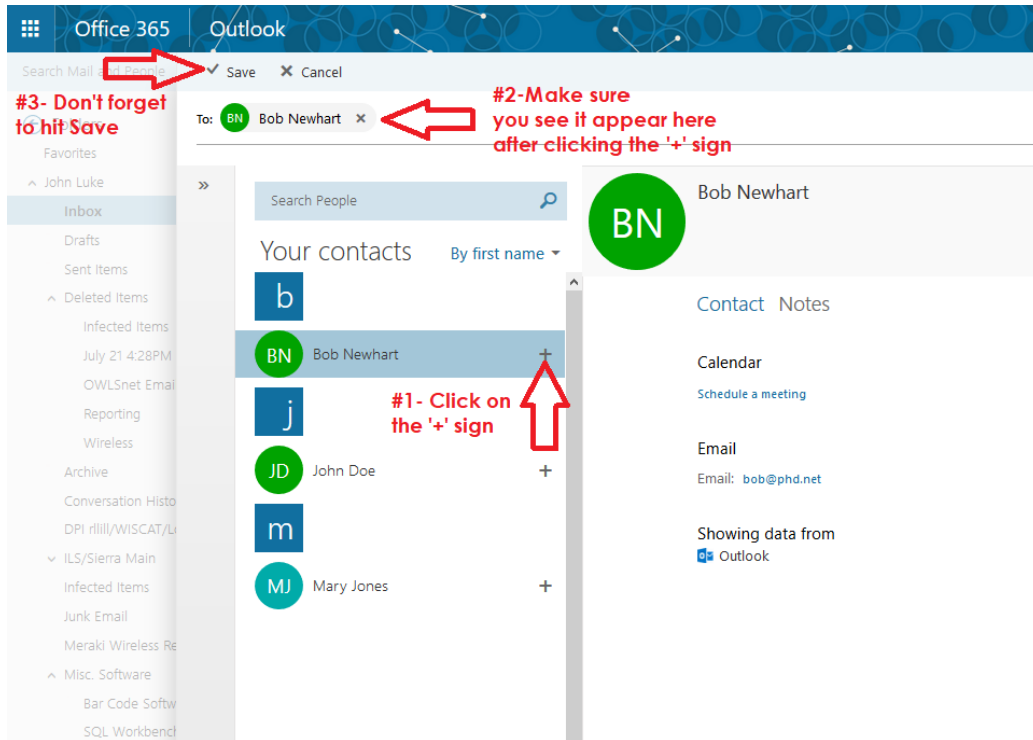 Office 365
Outlook
Search Mail and People
Save
Cancel
#3- Don't forget
to hit Save
Folders
To: BN Bob Newhart
#2-Make sure
you see it appear here
after clicking the '+' sign
Favorites
John Luke
Inbox
Drafts
Sent Items
Deleted Items
Infected Items
July 21 4:28PM
OWLSnet Emai
Reporting
Wireless
Archive
Conversation Histo
DPI rllill/WISCAT/L
ILS/Sierra Main
Infected Items
Junk Email
Meraki Wireless Re
Misc. Software
Bar Code Softw
SQL Workbench
»
Search People
Your contacts
By first name
b
BN Bob Newhart +
#1- Click on
the '+' sign
j
JD John Doe +
m
MJ Mary Jones +
BN
Bob Newhart
Contact Notes
Calendar
Schedule a meeting
Email
Email: bob@phd.net
Showing data from
Outlook